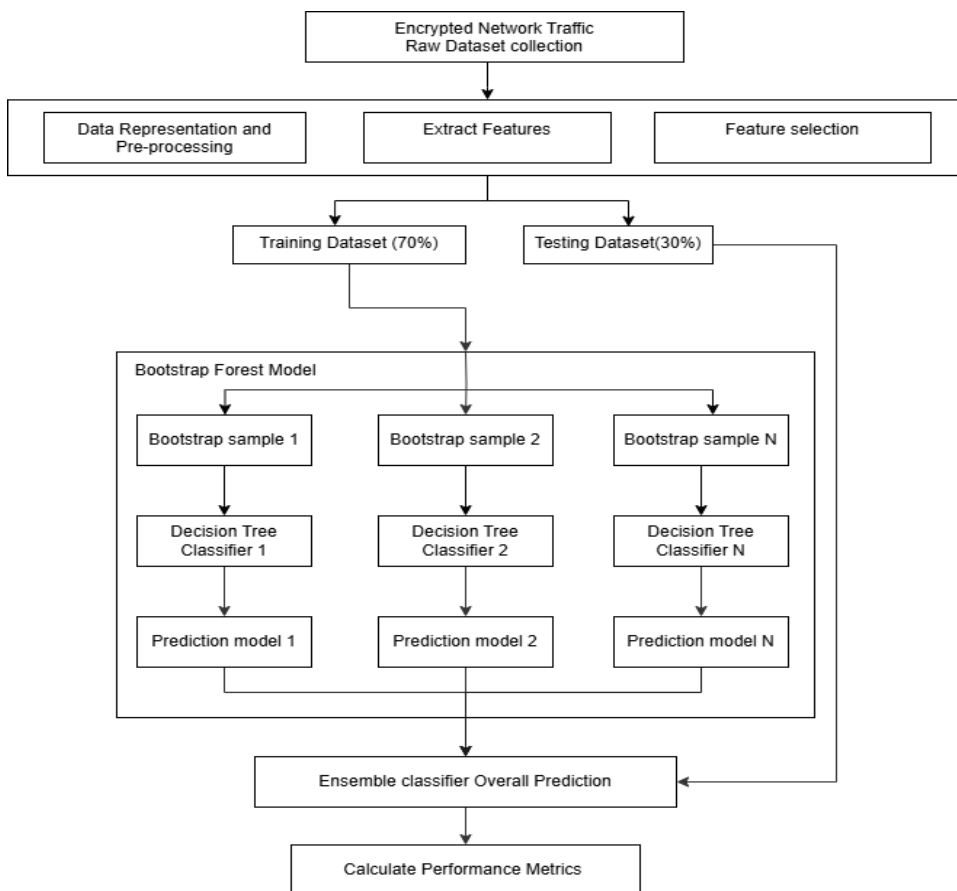 Encrypted Network Traffic
Raw Dataset collection
Data Representation and
Pre-processing
Extract Features
Feature selection
Training Dataset (70%)
Testing Dataset(30%)
Bootstrap Forest Model
Bootstrap sample 1
Bootstrap sample 2
Bootstrap sample N
Decision Tree
Classifier 1
Decision Tree
Classifier 2
Decision Tree
Classifier N
Prediction model 1
Prediction model 2
Prediction model N
Ensemble classifier Overall Prediction
Calculate Performance Metrics